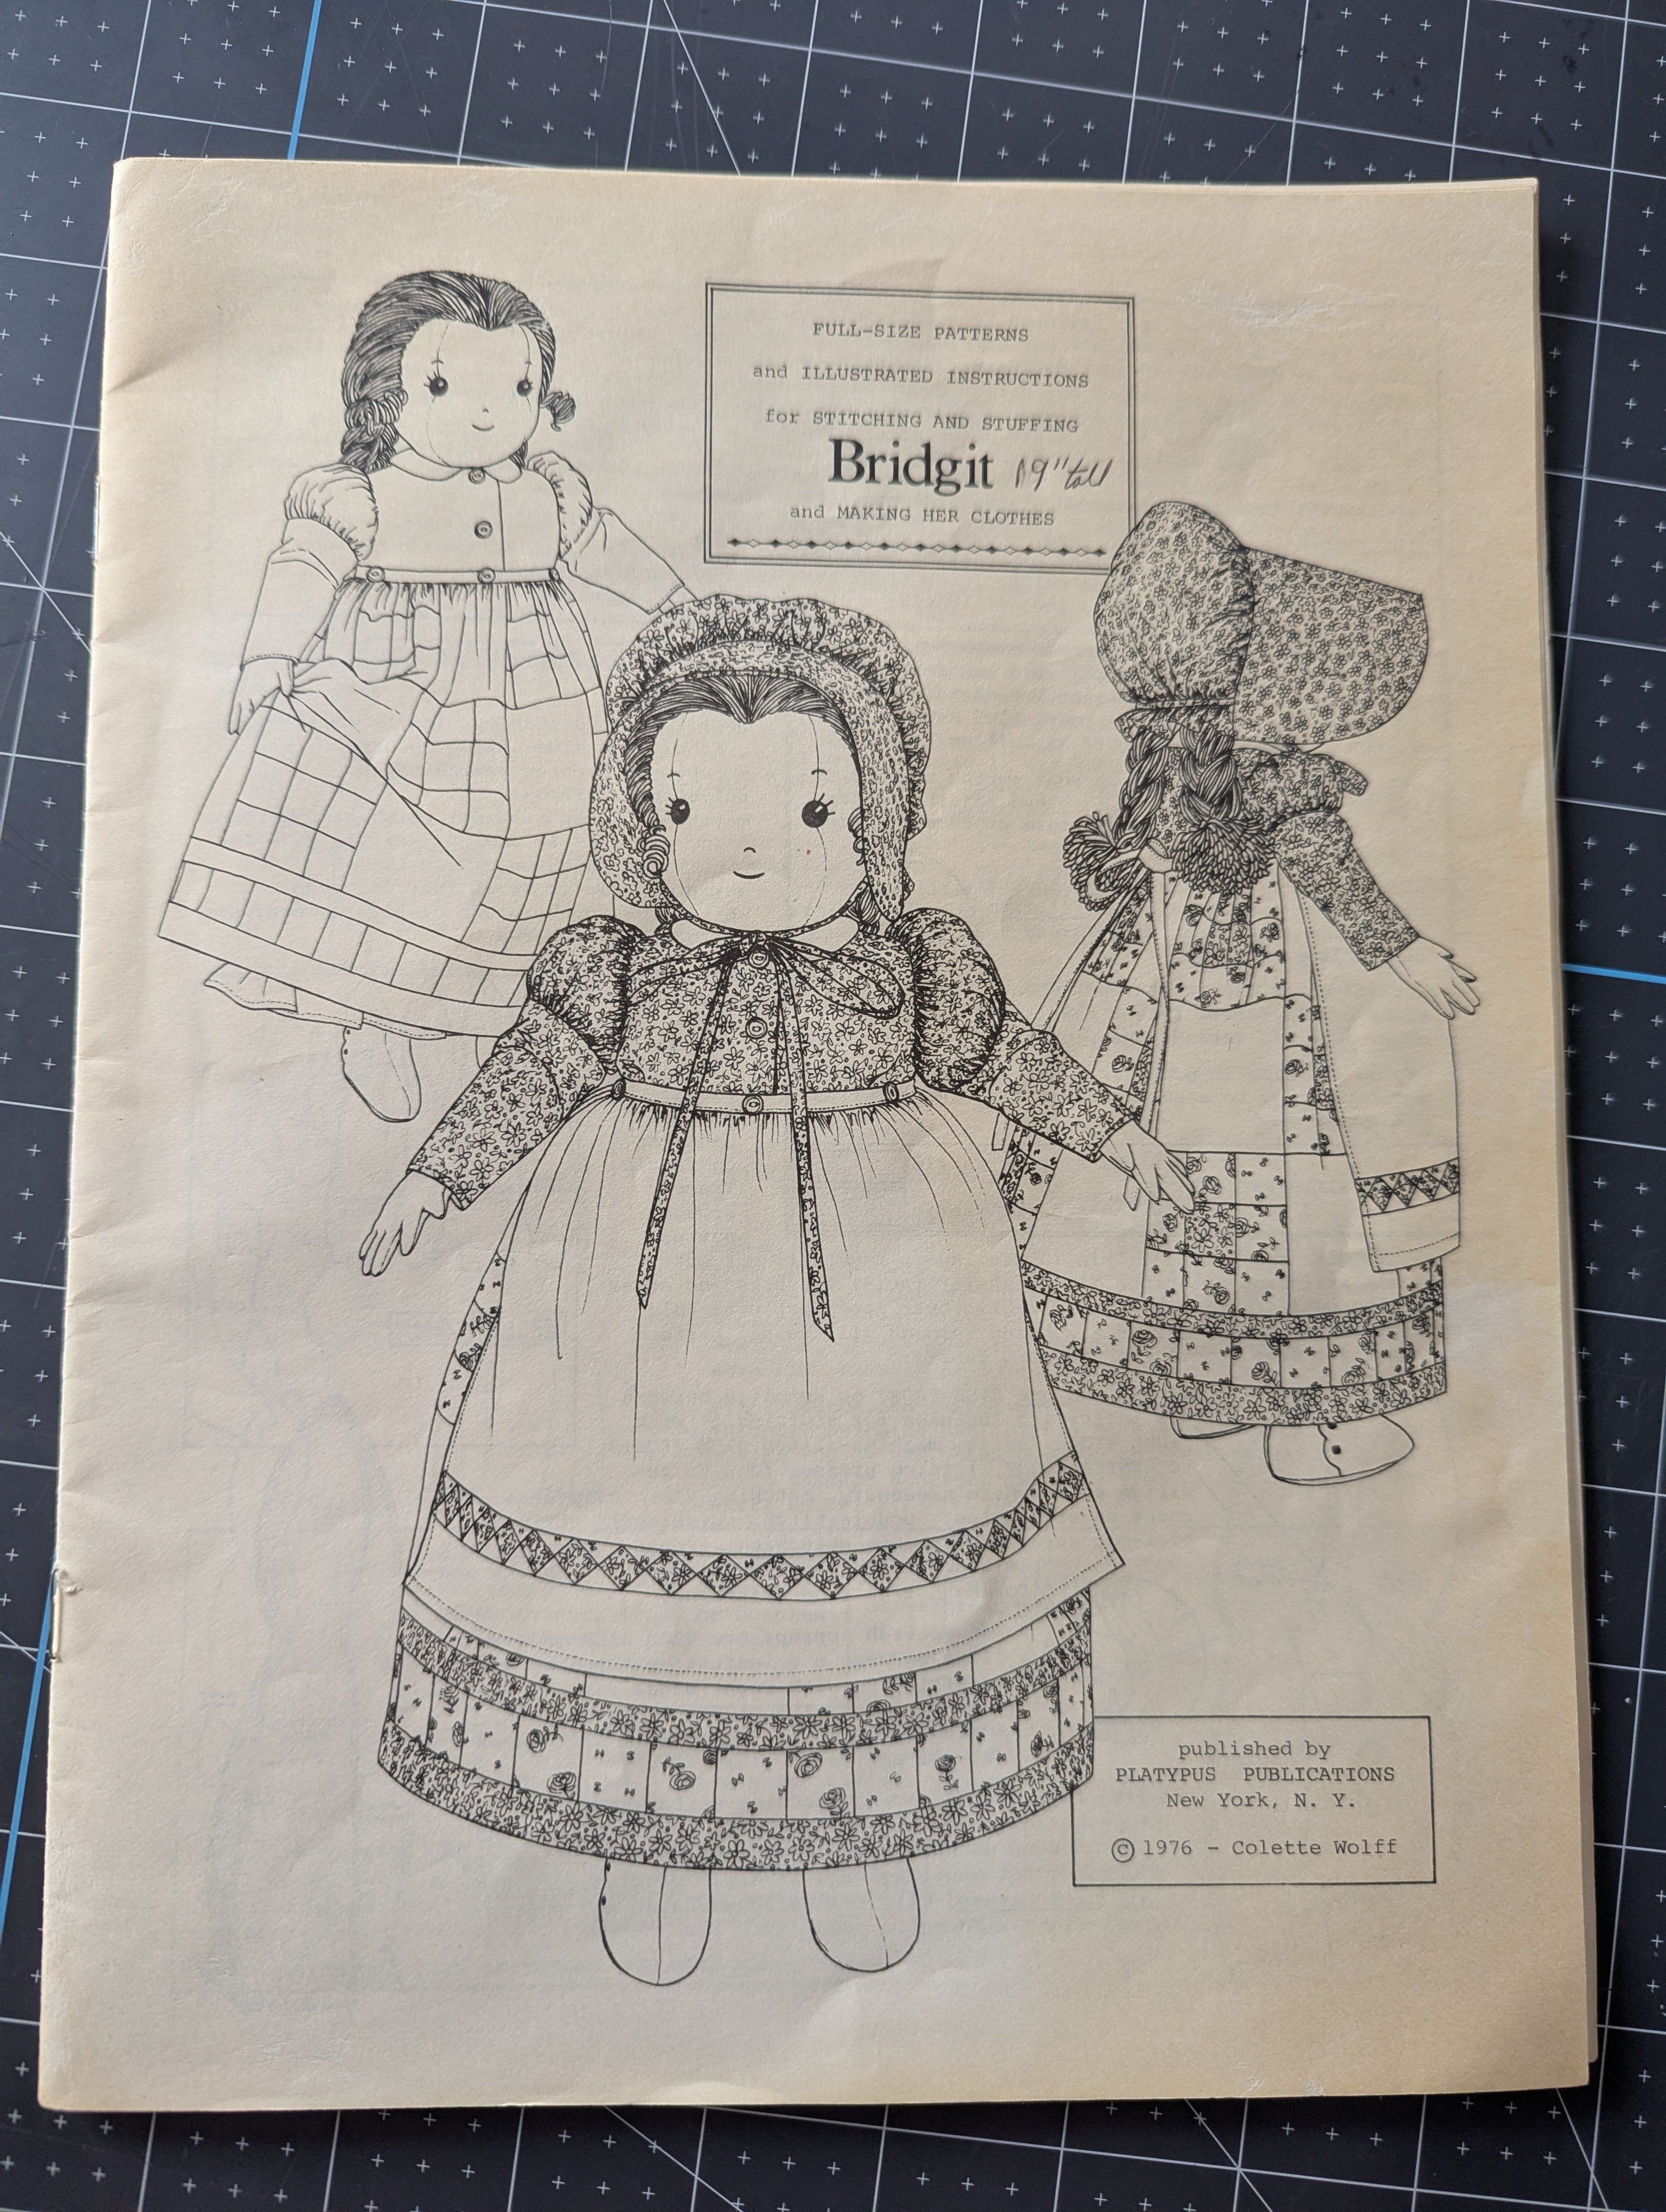 FULL-SIZE PATTERNS
and ILLUSTRATED INSTRUCTIONS
for STITCHING AND STUFFING
Bridgit 19" tall
and MAKING HER CLOTHES
published by
PLATYPUS PUBLICATIONS
New York, N. Y.
© 1976 - Colette Wolff